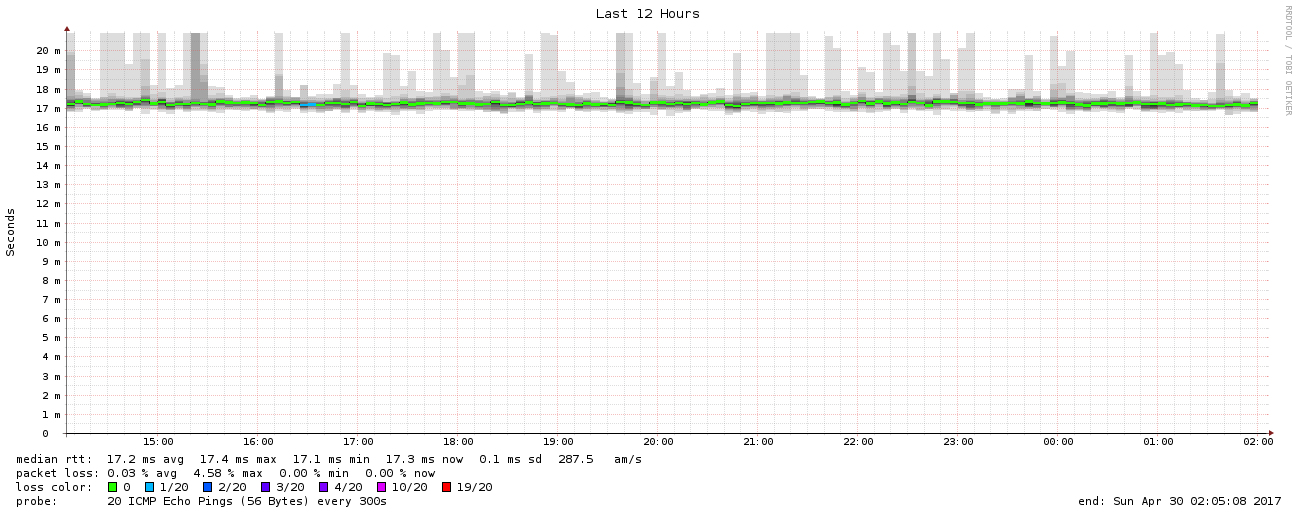 Last 12 Hours
RRDTOOL / TOBI OETIKER
Seconds
20 m
19 m
18 m
17 m
16 m
15 m
14 m
13 m
12 m
11 m
10 m
9 m
8 m
7 m
6 m
5 m
4 m
3 m
2 m
1 m
0
15:00 16:00 17:00 18:00 19:00 20:00 21:00 22:00 23:00 00:00 01:00 02:00
median rtt: 17.2 ms avg 17.4 ms max 17.1 ms min 17.3 ms now 0.1 ms sd 287.5 am/s
packet loss: 0.03 % avg 4.58 % max 0.00 % min 0.00 % now
loss color: 0 1/20 2/20 3/20 4/20 10/20 19/20
probe: 20 ICMP Echo Pings (56 Bytes) every 300s end: Sun Apr 30 02:05:08 2017